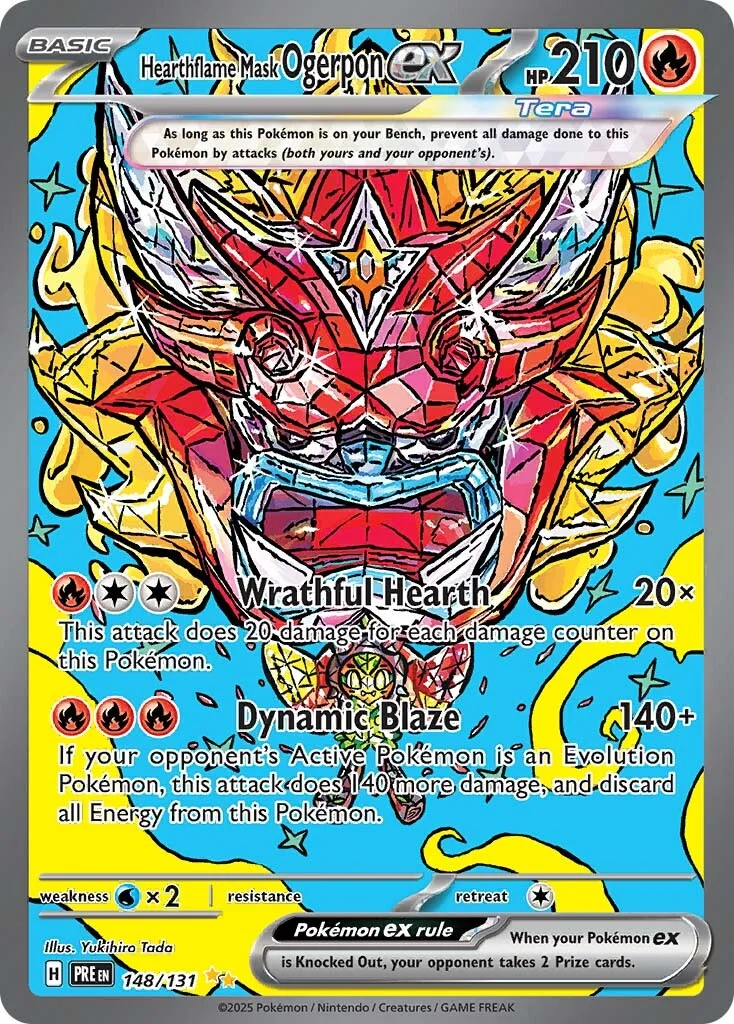 BASIC
Hearthflame Mask Ogerpon ex HP 210
Tera
As long as this Pokémon is on your Bench, prevent all damage done to this
Pokémon by attacks (both yours and your opponent's).
Wrathful Hearth 20×
This attack does 20 damage for each damage counter on
this Pokémon.
Dynamic Blaze 140+
If your opponent's Active Pokémon is an Evolution
Pokémon, this attack does 140 more damage, and discard
all Energy from this Pokémon.
weakness ×2 resistance retreat
Illus. Yukihiro Tada
Pokémon ex rule
When your Pokémon ex
is Knocked Out, your opponent takes 2 Prize cards.
H PRE EN 148/131
©2025 Pokémon / Nintendo / Creatures / GAME FREAK